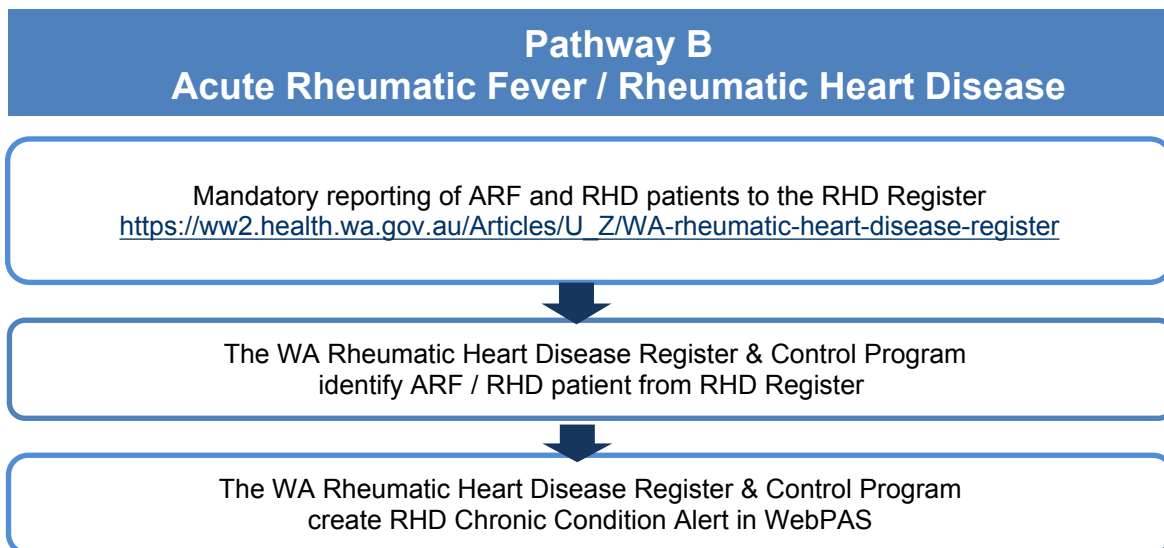 Pathway B
Acute Rheumatic Fever / Rheumatic Heart Disease
Mandatory reporting of ARF and RHD patients to the RHD Register
https://ww2.health.wa.gov.au/Articles/U_Z/WA-rheumatic-heart-disease-register
The WA Rheumatic Heart Disease Register & Control Program
identify ARF / RHD patient from RHD Register
The WA Rheumatic Heart Disease Register & Control Program
create RHD Chronic Condition Alert in WebPAS